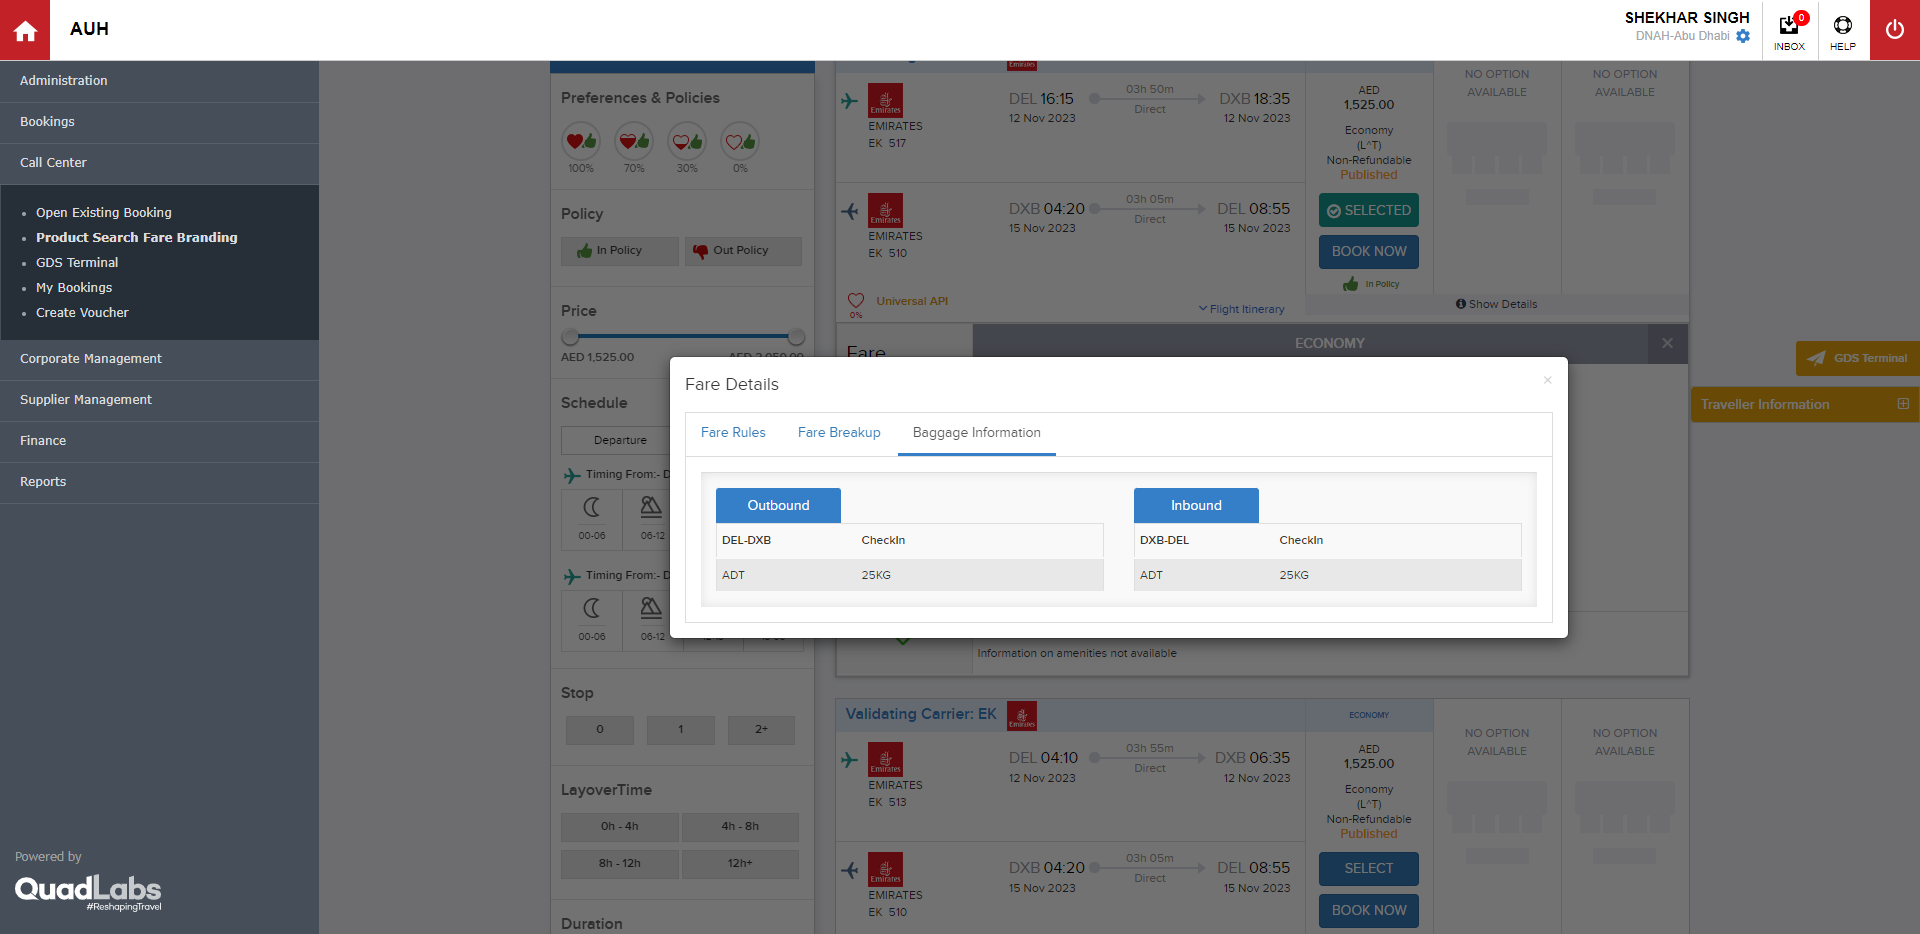 AUH
SHEKHAR SINGH
DNAH-Abu Dhabi
0
INBOX
HELP
Administration
Bookings
Call Center
Open Existing Booking
Product Search Fare Branding
GDS Terminal
My Bookings
Create Voucher
Corporate Management
Supplier Management
Finance
Reports
Powered by
QuadLabs
#ReshapingTravel
Preferences & Policies
100% 70% 30% 0%
Policy
In Policy Out Policy
Price
AED 1,525.00
Schedule
Departure
Timing From:- D
00-06 06-12
Timing From:- D
00-06 06-12
Stop
0 1 2+
LayoverTime
0h - 4h 4h - 8h
8h - 12h 12h+
Duration
Emirates
EMIRATES
EK 517
DEL 16:15
12 Nov 2023
03h 50m
Direct
DXB 18:35
12 Nov 2023
Emirates
EMIRATES
EK 510
DXB 04:20
15 Nov 2023
03h 05m
Direct
DEL 08:55
15 Nov 2023
0%
Universal API
Flight Itinerary
AED
1,525.00
Economy
(L^T)
Non-Refundable
Published
SELECTED
BOOK NOW
In Policy
NO OPTION
AVAILABLE
NO OPTION
AVAILABLE
Show Details
Fare
ECONOMY
GDS Terminal
Traveller Information
Fare Details
Fare Rules Fare Breakup Baggage Information
Outbound
DEL-DXB CheckIn
ADT 25KG
Inbound
DXB-DEL CheckIn
ADT 25KG
Information on amenities not available
Validating Carrier: EK
Emirates
ECONOMY
Emirates
EMIRATES
EK 513
DEL 04:10
12 Nov 2023
03h 55m
Direct
DXB 06:35
12 Nov 2023
Emirates
EMIRATES
EK 510
DXB 04:20
15 Nov 2023
03h 05m
Direct
DEL 08:55
15 Nov 2023
AED
1,525.00
Economy
(L^T)
Non-Refundable
Published
SELECT
BOOK NOW
NO OPTION
AVAILABLE
NO OPTION
AVAILABLE